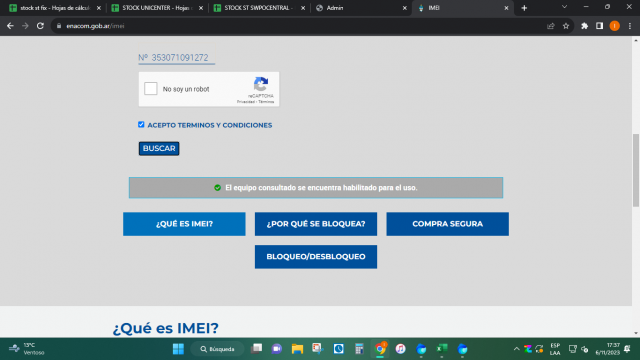 stock st fix - Hojas de cálcul
STOCK UNICENTER - Hojas d
STOCK ST SWPOCENTRAL -
Admin
IMEI
enacom.gob.ar/imei
Nº 353071091272
No soy un robot
reCAPTCHA
Privacidad - Términos
ACEPTO TERMINOS Y CONDICIONES
BUSCAR
El equipo consultado se encuentra habilitado para el uso.
¿QUÉ ES IMEI?
¿POR QUÉ SE BLOQUEA?
COMPRA SEGURA
BLOQUEO/DESBLOQUEO
¿Qué es IMEI?
13°C
Ventoso
Búsqueda
ESP
LAA
17:37
6/11/2023